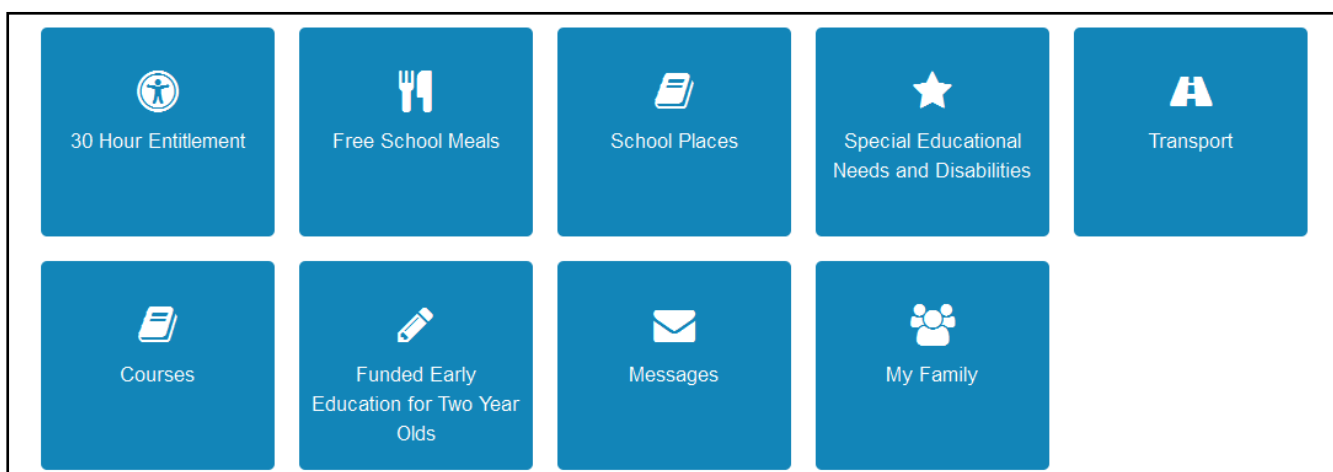 30 Hour Entitlement
Free School Meals
School Places
Special Educational
Needs and Disabilities
Transport
Courses
Funded Early
Education for Two Year
Olds
Messages
My Family